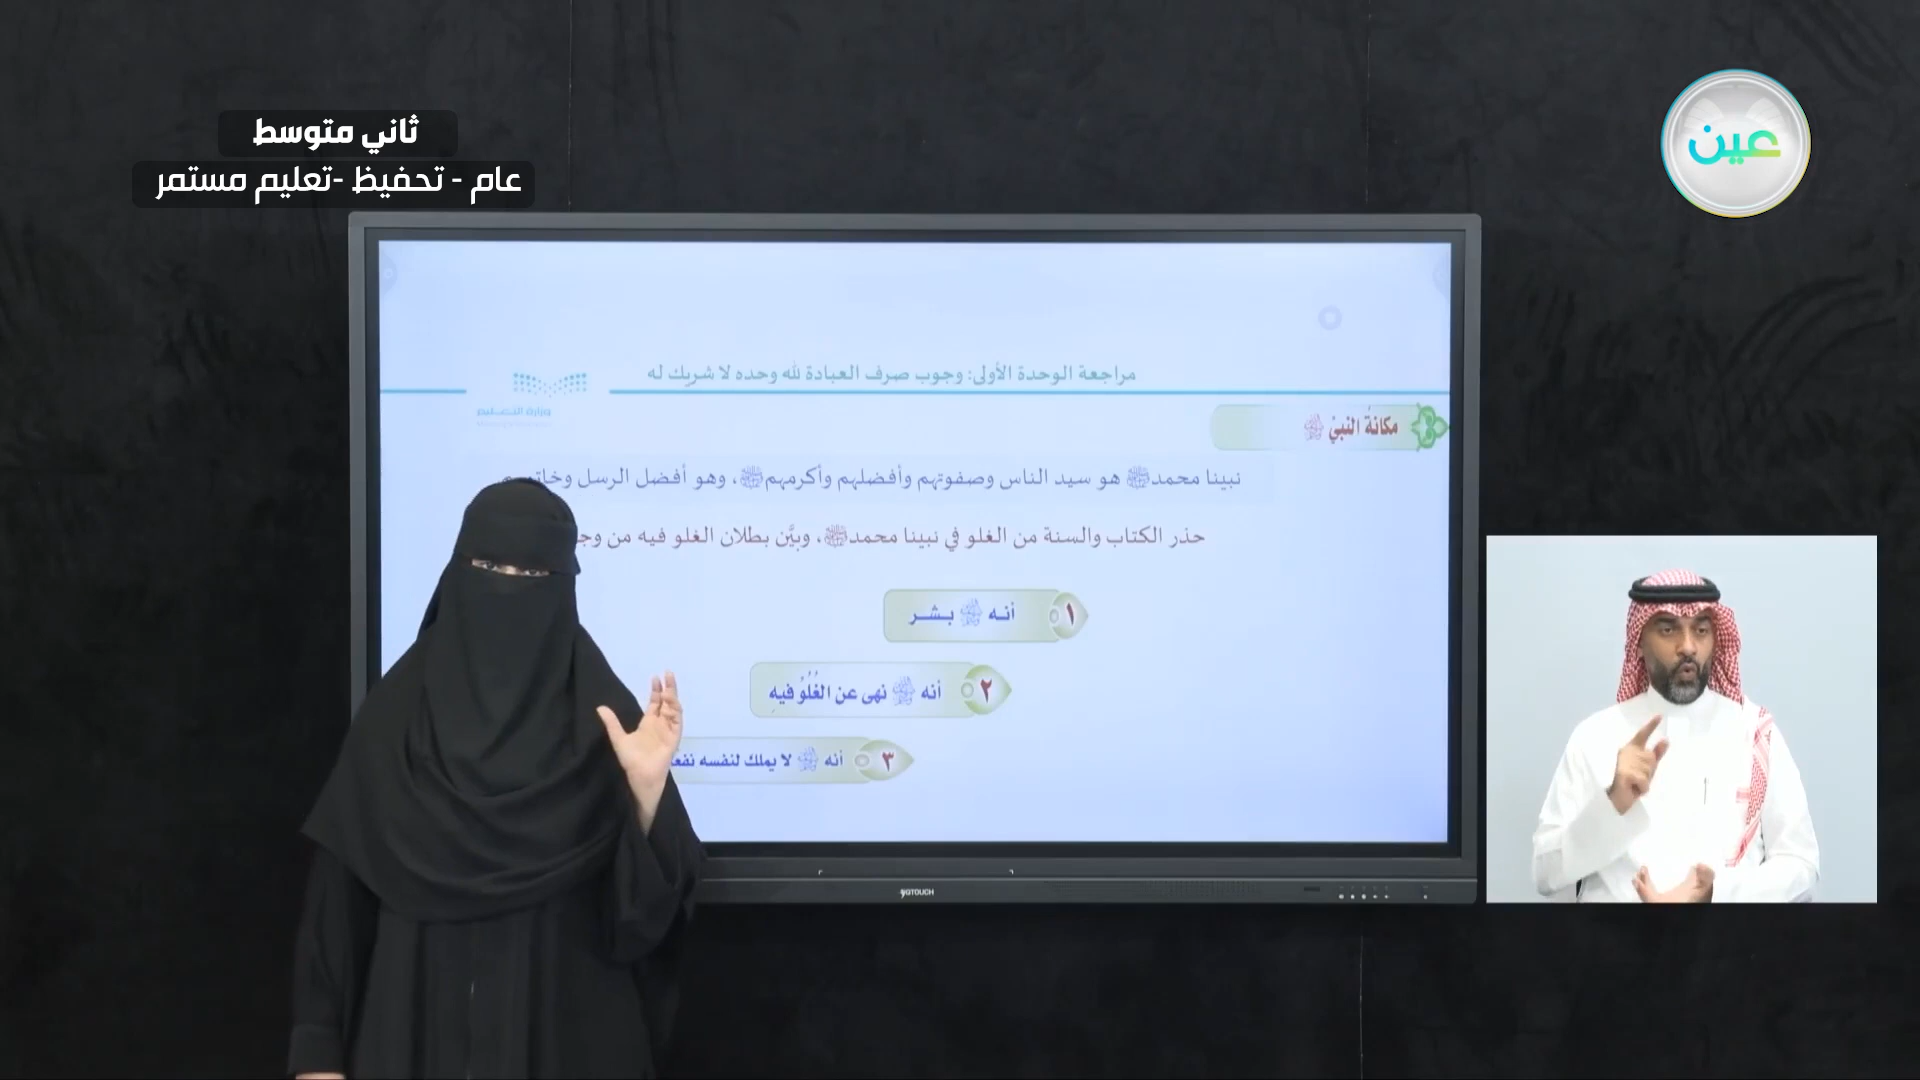 ثاني متوسط
عام - تحفيظ -تعليم مستمر
عين
مراجعة الوحدة الأولى: وجوب صرف العبادة لله وحده لا شريك له
وزارة التعليم
مكانة النبي ﷺ
نبينا محمد ﷺ هو سيد الناس وصفوتهم وأفضلهم وأكرمهم ﷺ، وهو أفضل الرسل
حذر الكتاب والسنة من الغلو في نبينا محمد ﷺ، وبيَّن بطلان الغلو فيه من
١ أنه ﷺ بشر
٢ أنه ﷺ نهى عن الغُلُوُ فيهِ
٣ أنه ﷺ لا يملك لنفسه